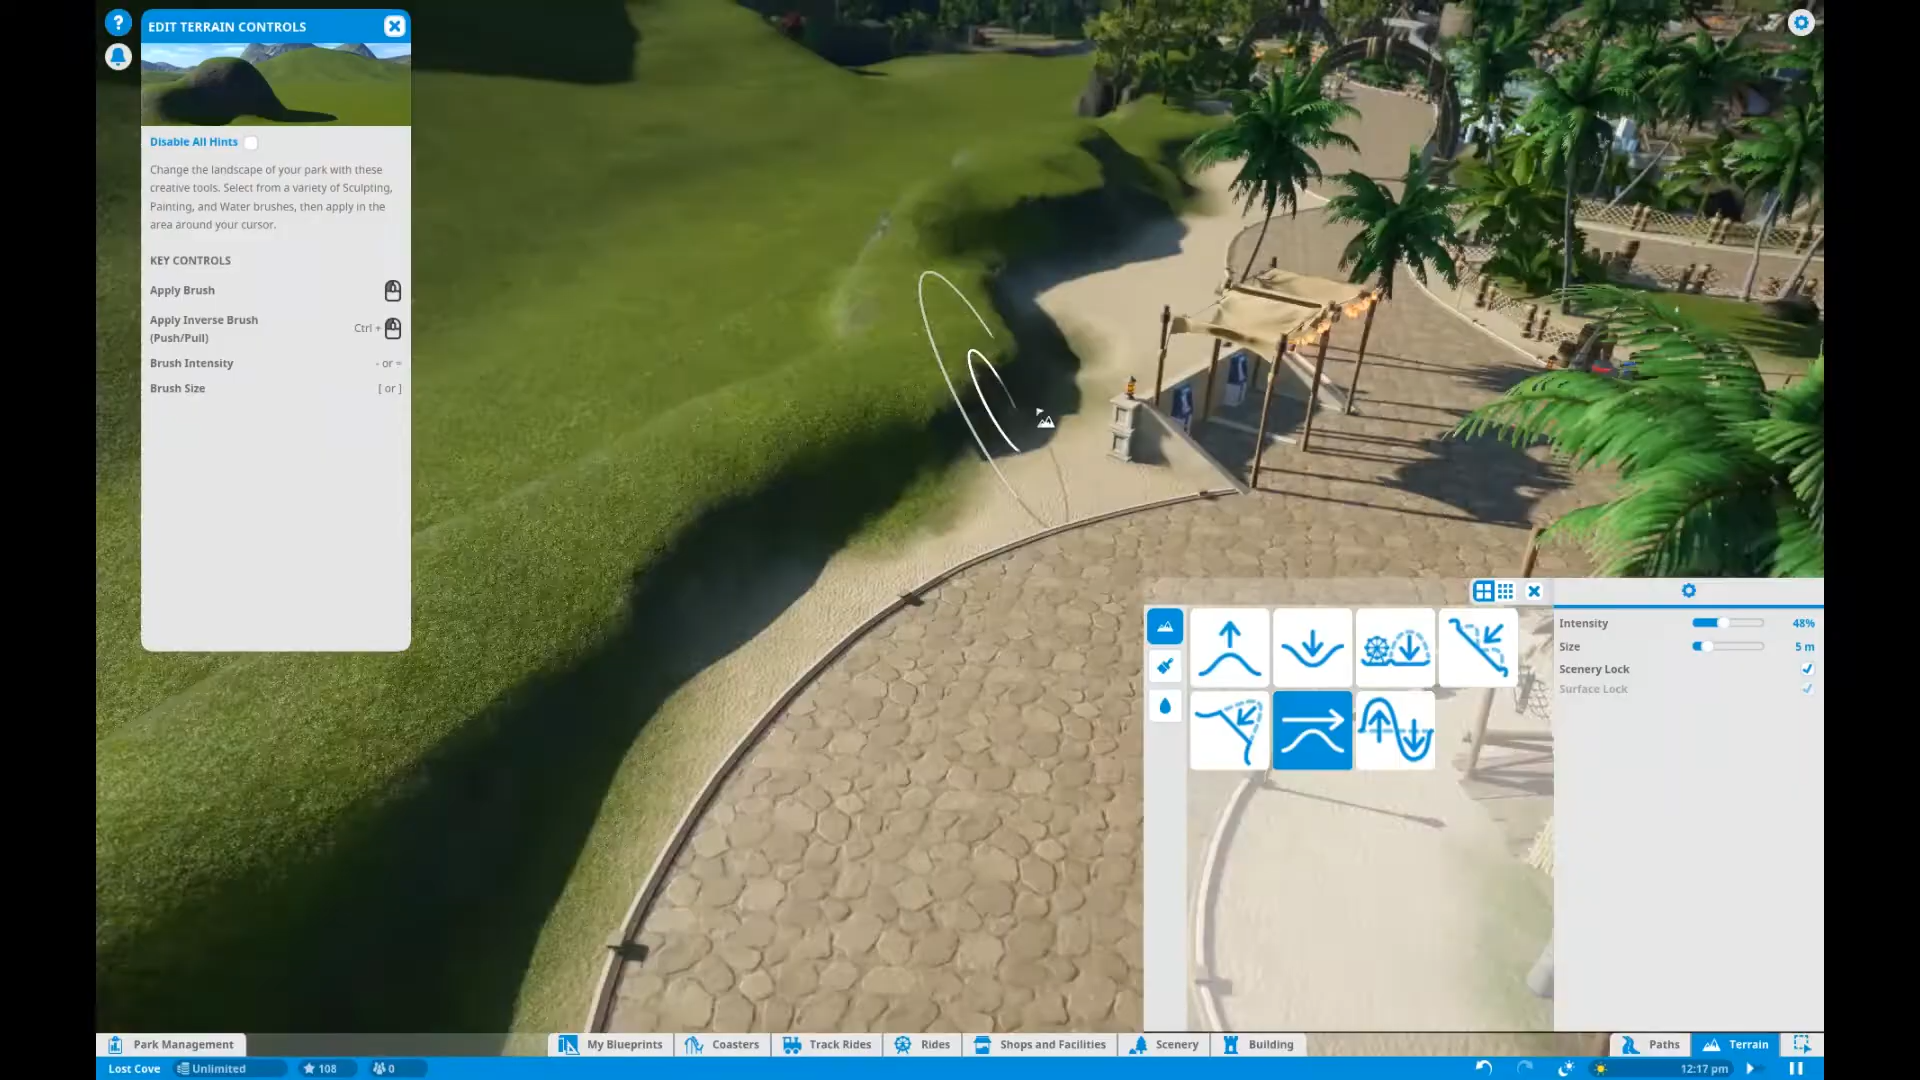 EDIT TERRAIN CONTROLS
Disable All Hints
Change the landscape of your park with these
creative tools. Select from a variety of Sculpting,
Painting, and Water brushes, then apply in the
area around your cursor.
KEY CONTROLS
Apply Brush
Apply Inverse Brush
(Push/Pull)
Ctrl +
Brush Intensity
- or =
Brush Size
[ or ]
Intensity
48%
Size
5 m
Scenery Lock
Surface Lock
Park Management
My Blueprints
Coasters
Track Rides
Rides
Shops and Facilities
Scenery
Building
Paths
Terrain
Lost Cove
Unlimited
108
0
12:17 pm